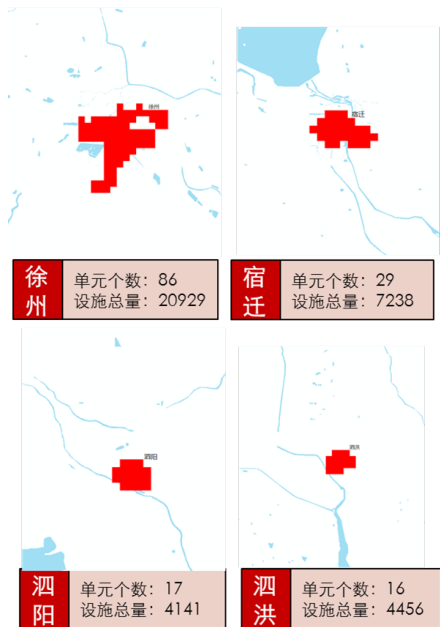 徐州
宿迁
徐州
单元个数：86
设施总量：20929
宿迁
单元个数：29
设施总量：7238
泗阳
泗洪
泗阳
单元个数：17
设施总量：4141
泗洪
单元个数：16
设施总量：4456